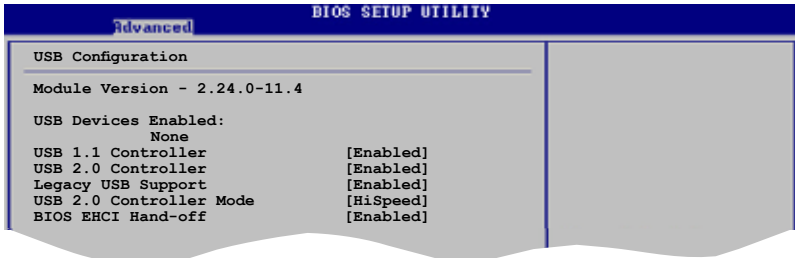 BIOS SETUP UTILITY
Advanced
USB Configuration
Module Version - 2.24.0-11.4
USB Devices Enabled:
None
USB 1.1 Controller [Enabled]
USB 2.0 Controller [Enabled]
Legacy USB Support [Enabled]
USB 2.0 Controller Mode [HiSpeed]
BIOS EHCI Hand-off [Enabled]